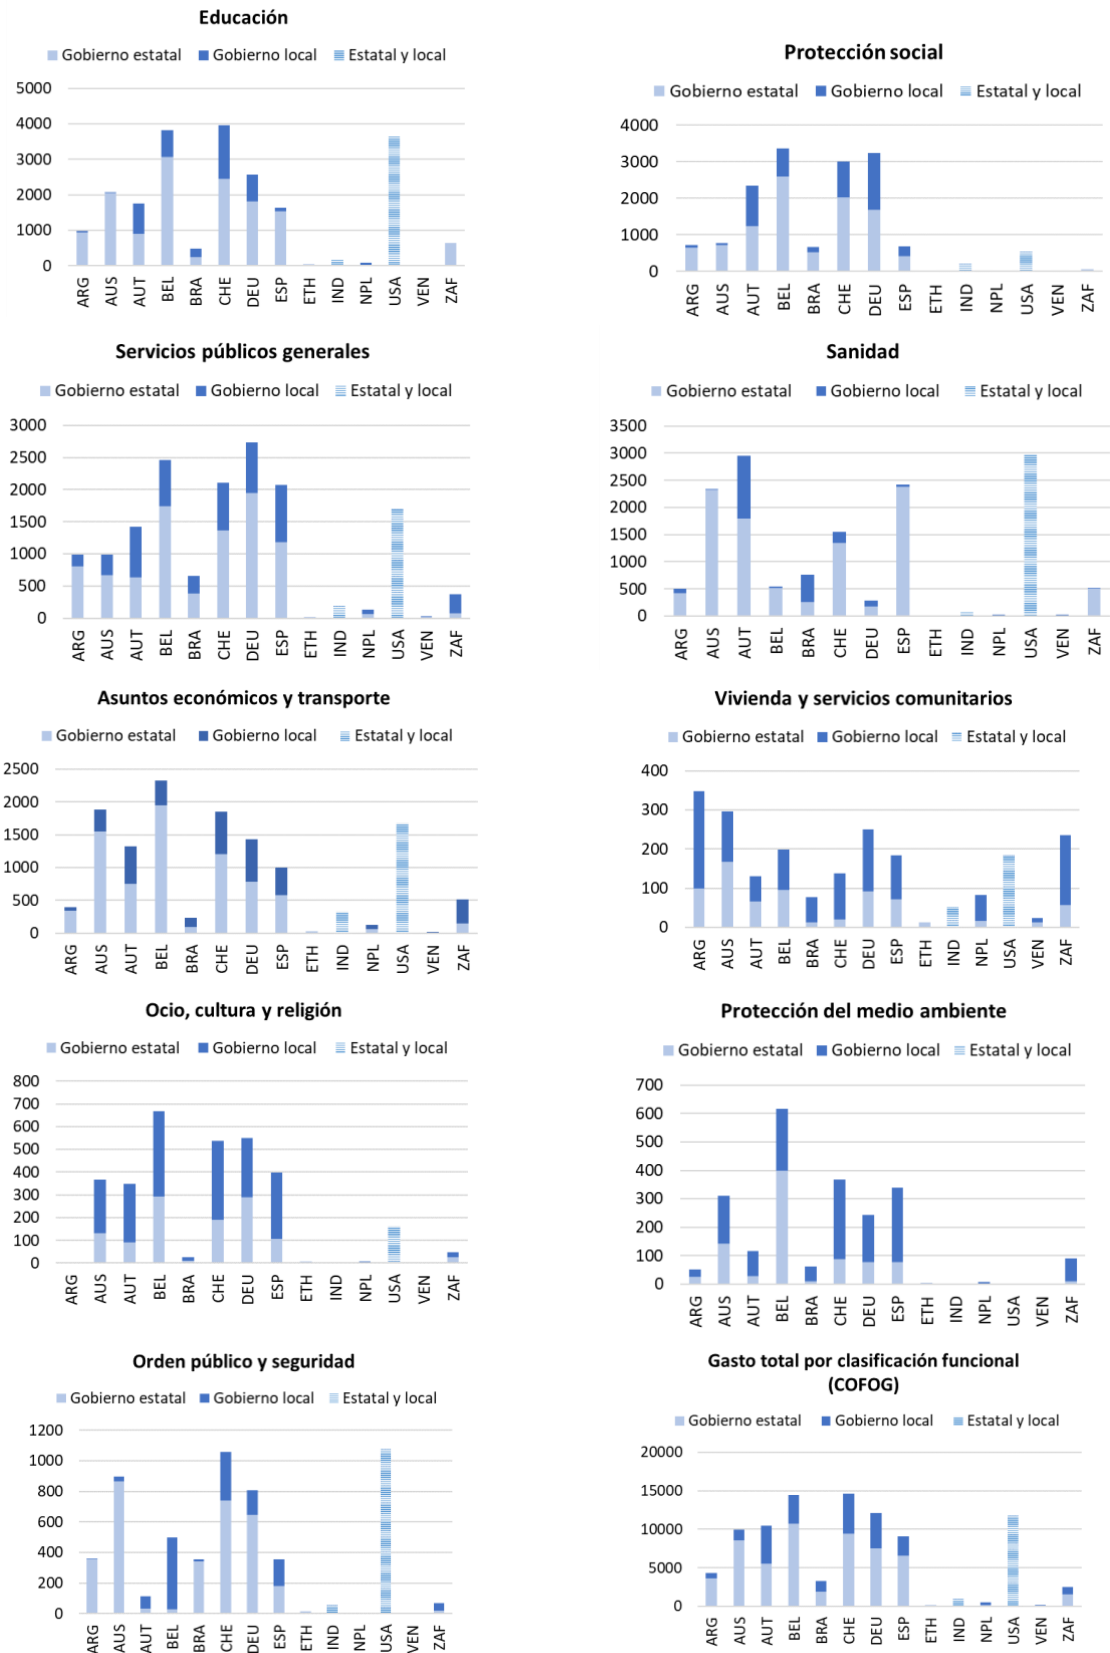 Educación
Gobierno estatal Gobierno local Estatal y local
5000
4000
3000
2000
1000
0
ARG AUS AUT BEL BRA CHE DEU ESP ETH IND NPL USA VEN ZAF
Protección social
Gobierno estatal Gobierno local Estatal y local
4000
3000
2000
1000
0
ARG AUS AUT BEL BRA CHE DEU ESP ETH IND NPL USA VEN ZAF
Servicios públicos generales
Gobierno estatal Gobierno local Estatal y local
3000
2500
2000
1500
1000
500
0
ARG AUS AUT BEL BRA CHE DEU ESP ETH IND NPL USA VEN ZAF
Sanidad
Gobierno estatal Gobierno local Estatal y local
3500
3000
2500
2000
1500
1000
500
0
ARG AUS AUT BEL BRA CHE DEU ESP ETH IND NPL USA VEN ZAF
Asuntos económicos y transporte
Gobierno estatal Gobierno local Estatal y local
2500
2000
1500
1000
500
0
ARG AUS AUT BEL BRA CHE DEU ESP ETH IND NPL USA VEN ZAF
Vivienda y servicios comunitarios
Gobierno estatal Gobierno local Estatal y local
400
300
200
100
0
ARG AUS AUT BEL BRA CHE DEU ESP ETH IND NPL USA VEN ZAF
Ocio, cultura y religión
Gobierno estatal Gobierno local Estatal y local
800
700
600
500
400
300
200
100
0
ARG AUS AUT BEL BRA CHE DEU ESP ETH IND NPL USA VEN ZAF
Protección del medio ambiente
Gobierno estatal Gobierno local Estatal y local
700
600
500
400
300
200
100
0
ARG AUS AUT BEL BRA CHE DEU ESP ETH IND NPL USA VEN ZAF
Orden público y seguridad
Gobierno estatal Gobierno local Estatal y local
1200
1000
800
600
400
200
0
ARG AUS AUT BEL BRA CHE DEU ESP ETH IND NPL USA VEN ZAF
Gasto total por clasificación funcional
(COFOG)
Gobierno estatal Gobierno local Estatal y local
20000
15000
10000
5000
0
ARG AUS AUT BEL BRA CHE DEU ESP ETH IND NPL USA VEN ZAF